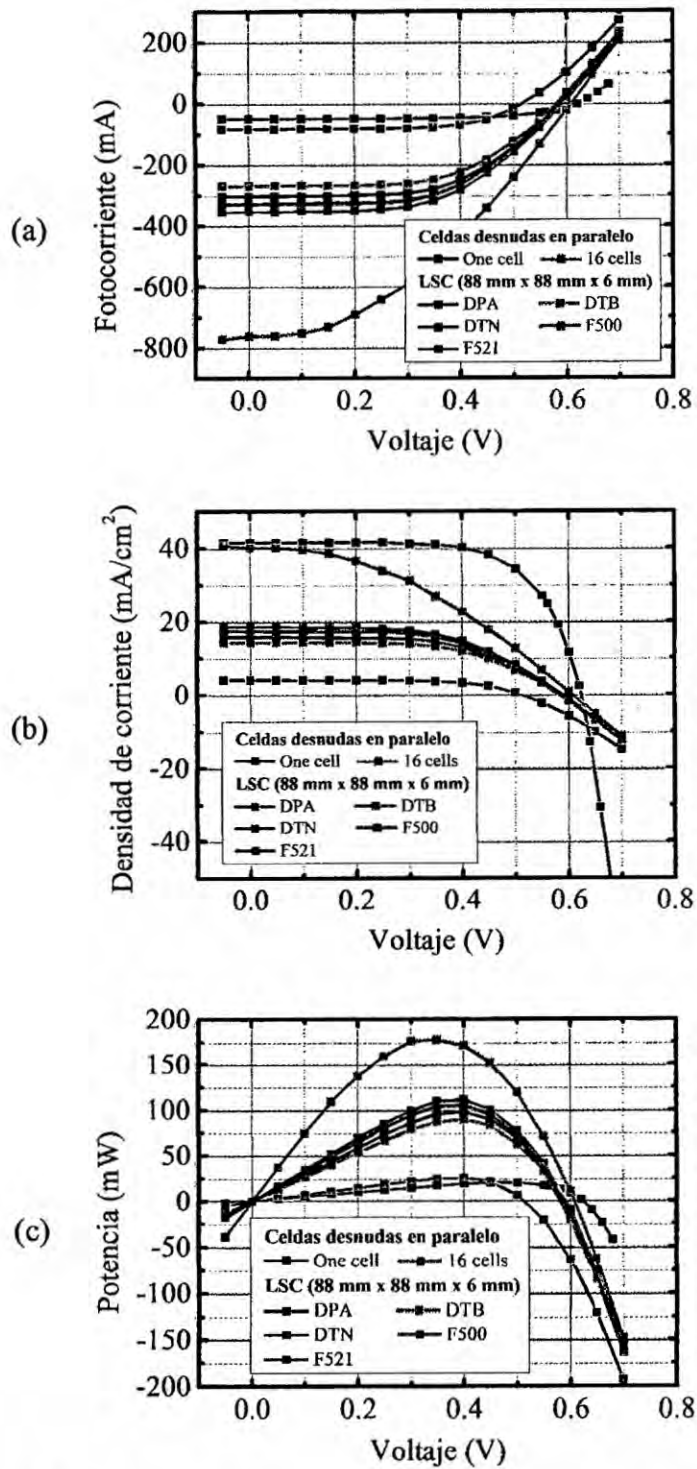 (a)
Fotocorriente (mA)
200
0
-200
-400
-600
-800
Celdas desnudas en paralelo
One cell 16 cells
LSC (88 mm x 88 mm x 6 mm)
DPA DTB
DTN F500
F521
0.0 0.2 0.4 0.6 0.8
Voltaje (V)
(b)
Densidad de corriente (mA/cm²)
40
20
0
-20
-40
Celdas desnudas en paralelo
One cell 16 cells
LSC (88 mm x 88 mm x 6 mm)
DPA DTB
DTN F500
F521
0.0 0.2 0.4 0.6 0.8
Voltaje (V)
(c)
Potencia (mW)
200
150
100
50
0
-50
-100
-150
-200
Celdas desnudas en paralelo
One cell 16 cells
LSC (88 mm x 88 mm x 6 mm)
DPA DTB
DTN F500
F521
0.0 0.2 0.4 0.6 0.8
Voltaje (V)